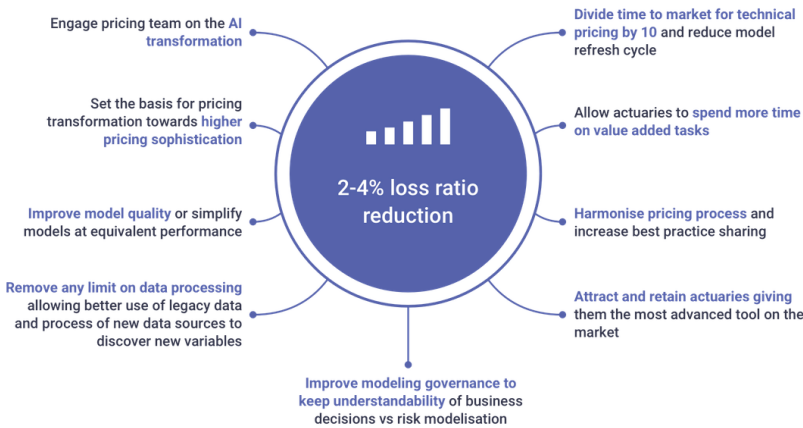 Engage pricing team on the AI
transformation
Set the basis for pricing
transformation towards higher
pricing sophistication
Improve model quality or simplify
models at equivalent performance
Remove any limit on data processing
allowing better use of legacy data
and process of new data sources to
discover new variables
2-4% loss ratio
reduction
Divide time to market for technical
pricing by 10 and reduce model
refresh cycle
Allow actuaries to spend more time
on value added tasks
Harmonise pricing process and
increase best practice sharing
Attract and retain actuaries giving
them the most advanced tool on the
market
Improve modeling governance to
keep understandability of business
decisions vs risk modelisation